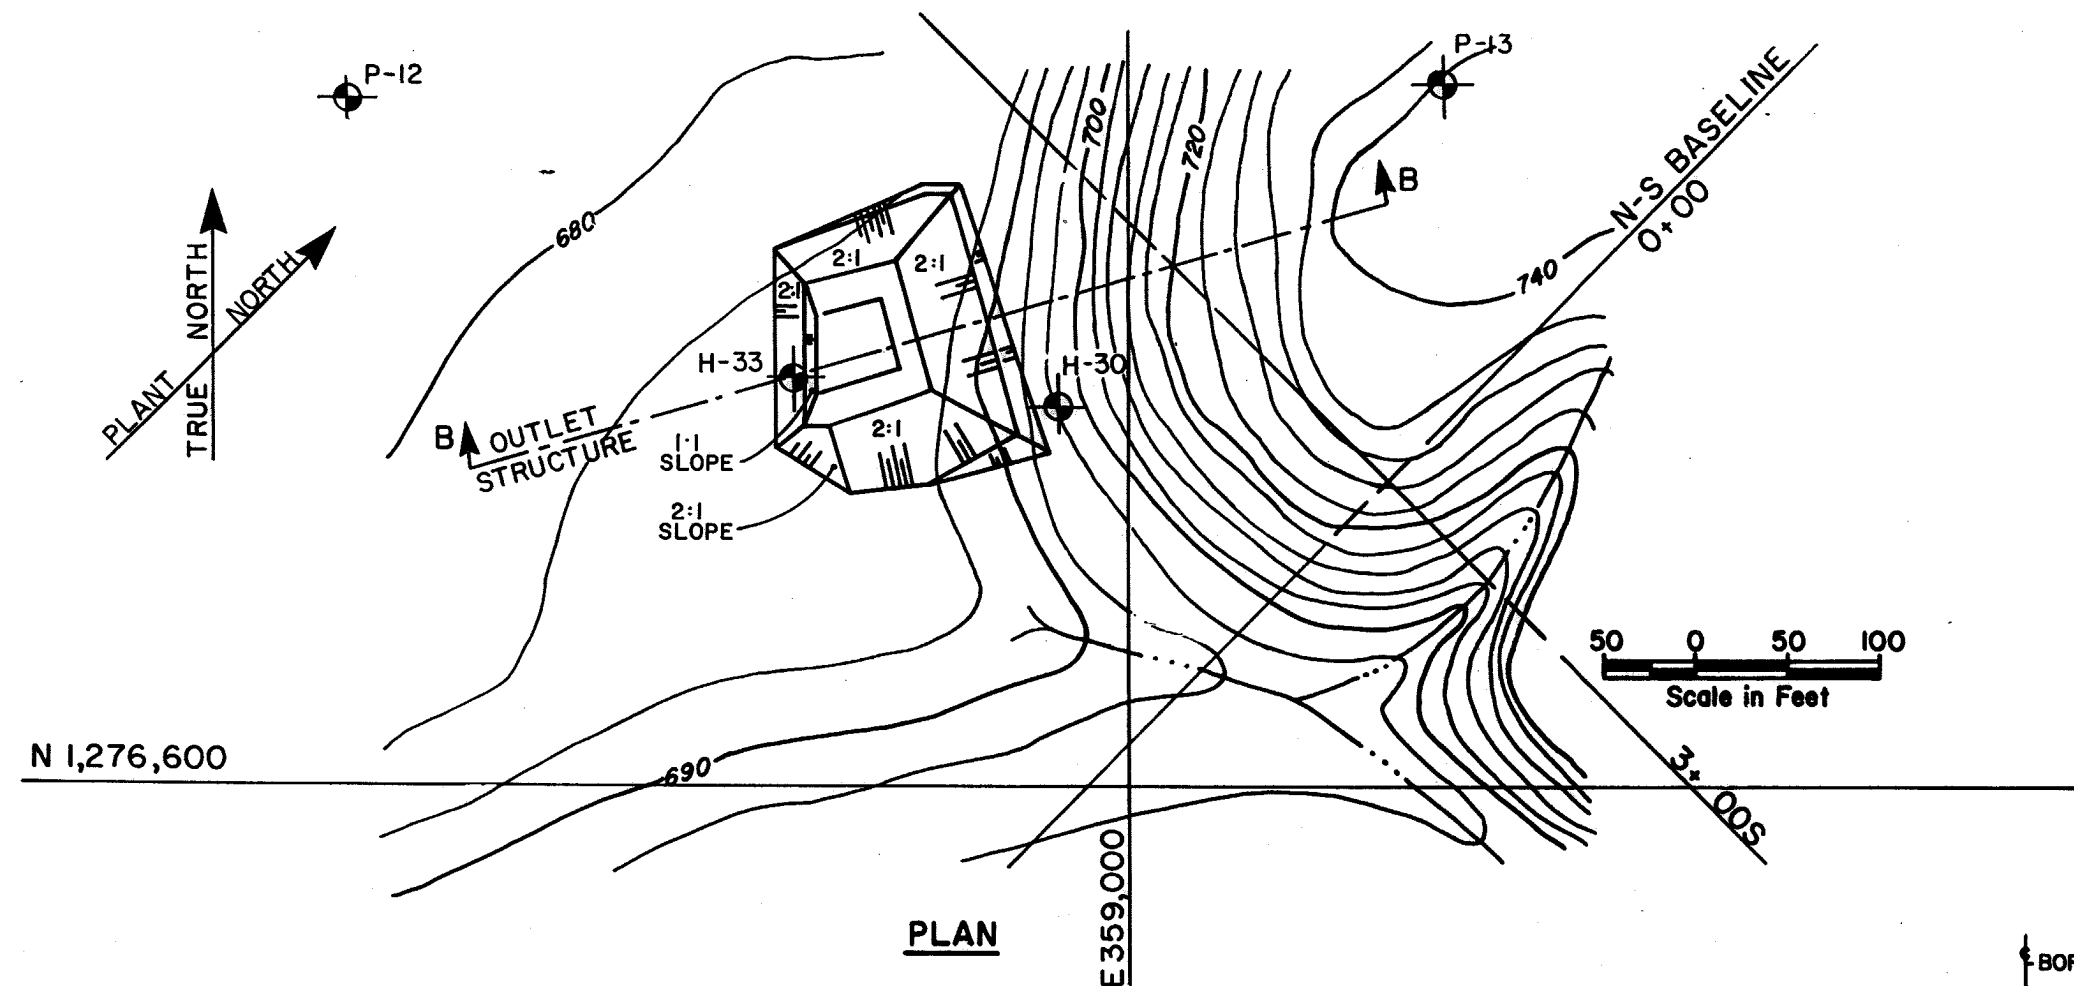 P-12
P-13
N-S BASELINE
0+00
700
720
B
680
740
2:1
2:1
2:1
TRUE NORTH
PLANT NORTH
H-33
H-30
B
OUTLET
STRUCTURE
2:1
1:1
SLOPE
2:1
SLOPE
50 0 50 100
Scale in Feet
N 1,276,600
690
3+00S
E 359,000
PLAN
℄ BOR